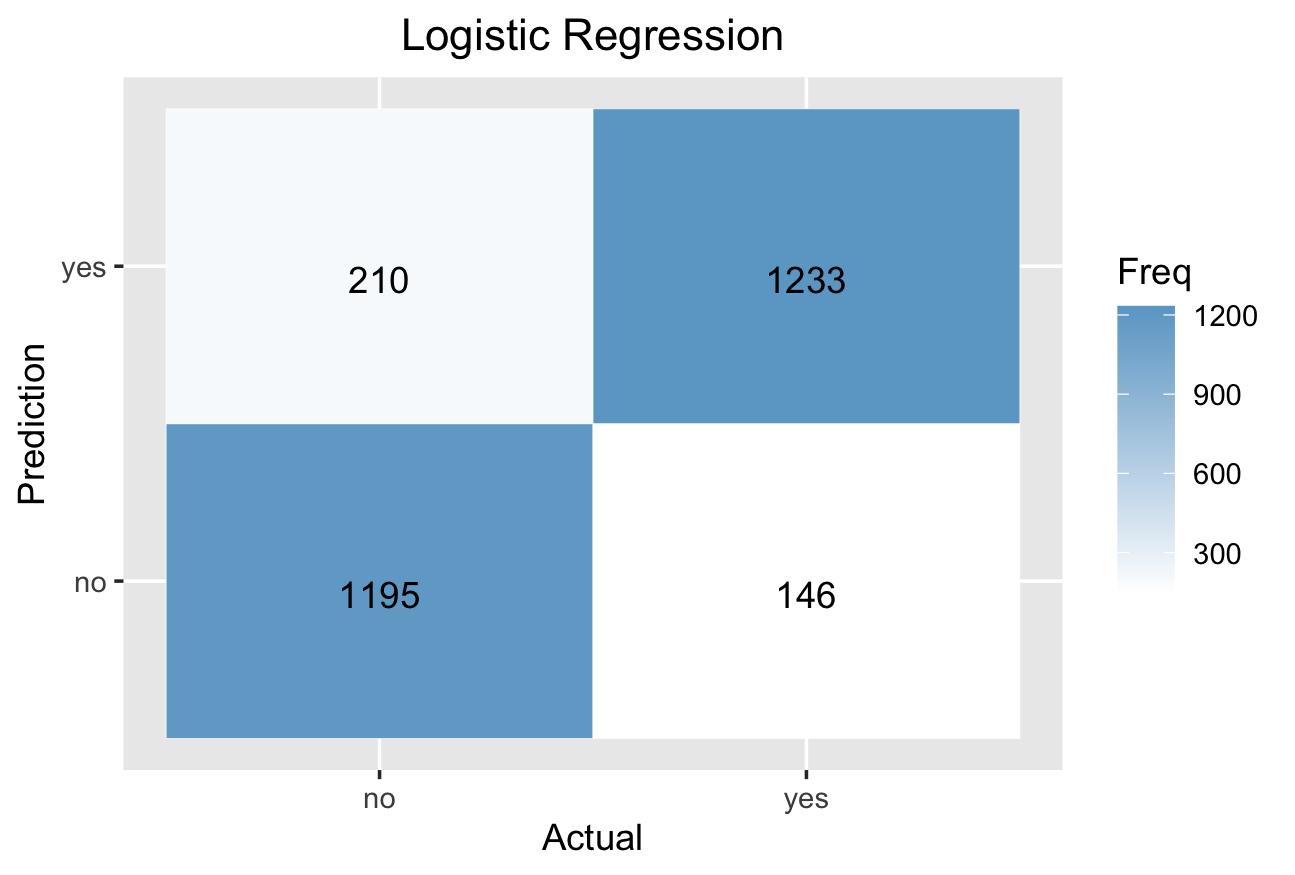 Logistic Regression
yes
210
1233
no
1195
146
no
yes
Actual
Prediction
Freq
1200
900
600
300